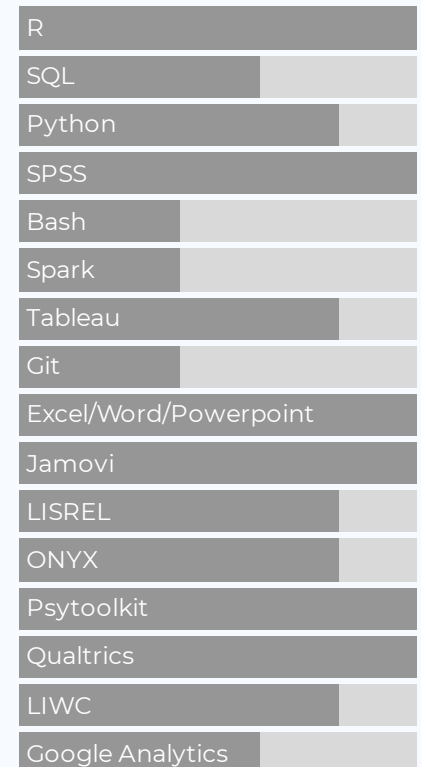 R
SQL
Python
SPSS
Bash
Spark
Tableau
Git
Excel/Word/Powerpoint
Jamovi
LISREL
ONYX
Psytoolkit
Qualtrics
LIWC
Google Analytics